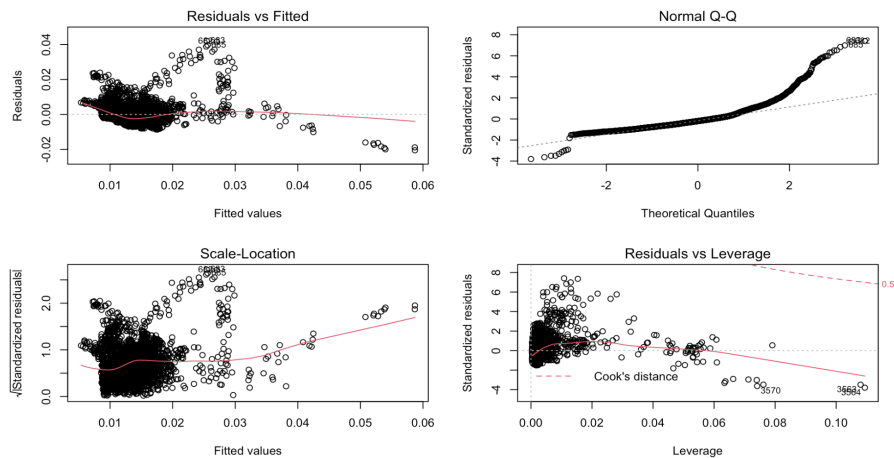 Residuals vs Fitted
Residuals
-0.02 0.00 0.02 0.04
0.01 0.02 0.03 0.04 0.05 0.06
Fitted values
Normal Q-Q
Standardized residuals
-4 -2 0 2 4 6 8
-2 0 2
Theoretical Quantiles
Scale-Location
√|Standardized residuals|
0.0 1.0 2.0
0.01 0.02 0.03 0.04 0.05 0.06
Fitted values
Residuals vs Leverage
Standardized residuals
-4 0 2 4 6 8
0.5
Cook's distance
3570
0.00 0.02 0.04 0.06 0.08 0.10
Leverage